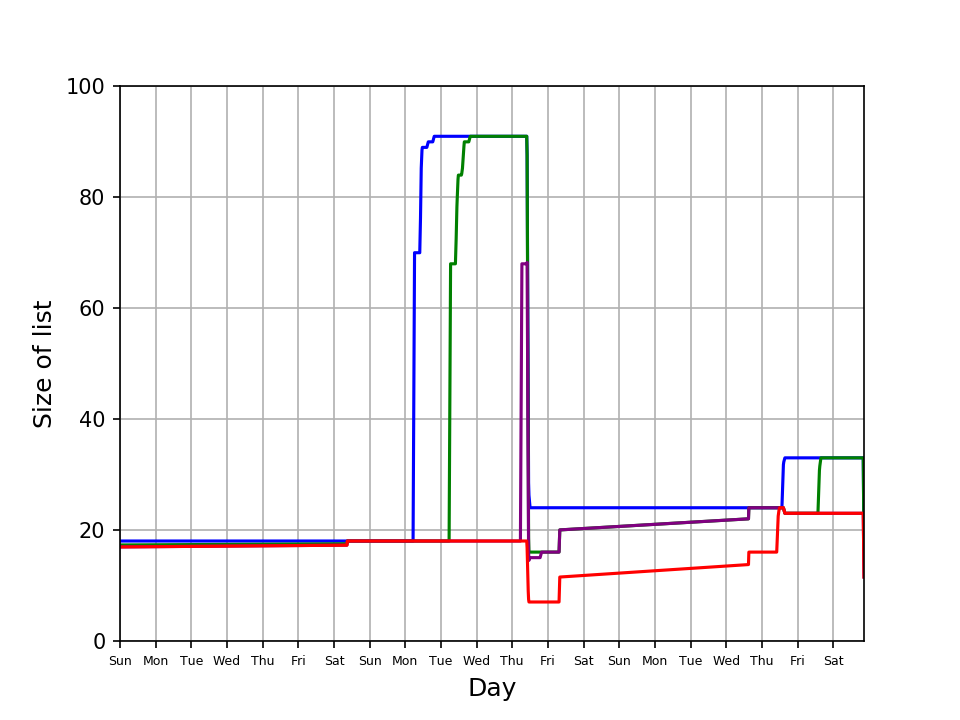 100
80
60
40
20
0
Size of list
Sun Mon Tue Wed Thu Fri Sat Sun Mon Tue Wed Thu Fri Sat Sun Mon Tue Wed Thu Fri Sat
Day